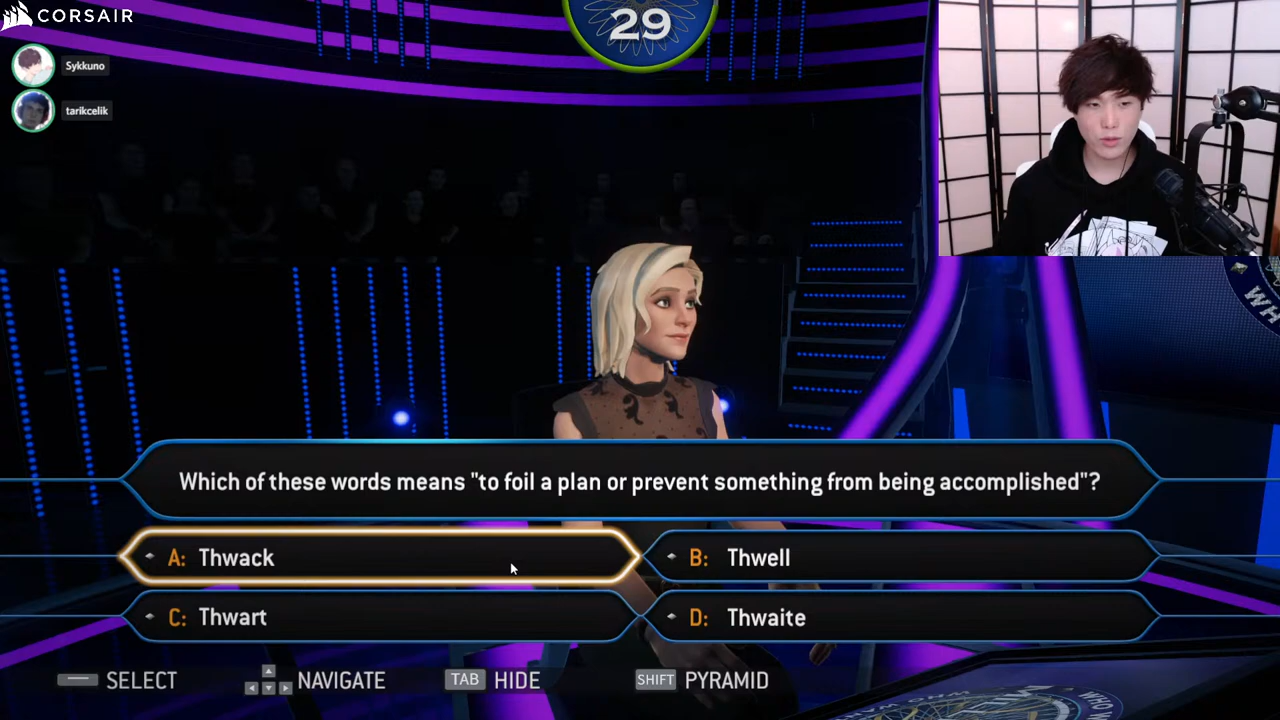 CORSAIR
29
Sykkuno
tarikcelik
Which of these words means "to foil a plan or prevent something from being accomplished"?
A: Thwack
B: Thwell
C: Thwart
D: Thwaite
SELECT
NAVIGATE
TAB HIDE
SHIFT PYRAMID